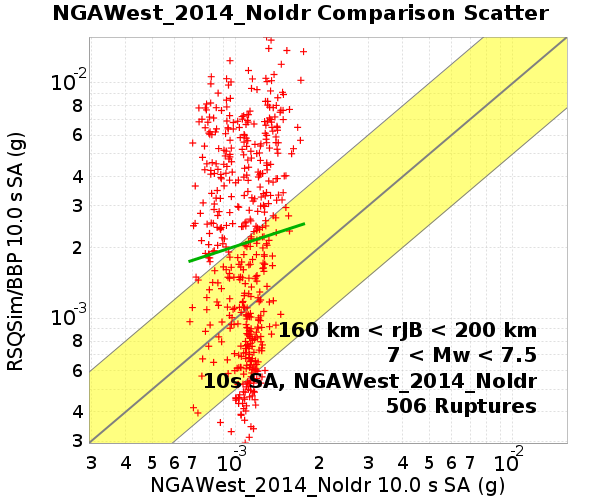 NGAWest_2014_NoIdr Comparison Scatter
RSQSim/BBP 10.0 s SA (g)
10-2
8
6
4
3
2
10-3
8
6
4
3
160 km < rJB < 200 km
7 < Mw < 7.5
10s SA, NGAWest_2014_NoIdr
506 Ruptures
3 4 5 6 7 10-3 2 3 4 5 6 7 10-2
NGAWest_2014_NoIdr 10.0 s SA (g)